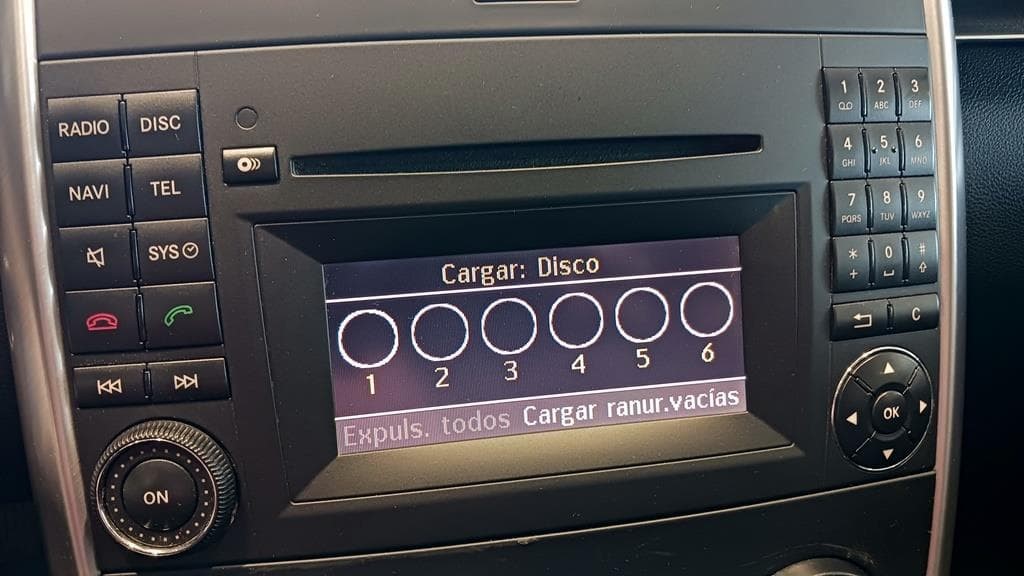 RADIO DISC
NAVI TEL
SYS
ON
Cargar: Disco
1 2 3 4 5 6
Expuls. todos Cargar ranur.vacías
1 2 ABC 3 DEF
4 GHI 5 JKL 6 MNO
7 PQRS 8 TUV 9 WXYZ
* + 0 #
C
OK